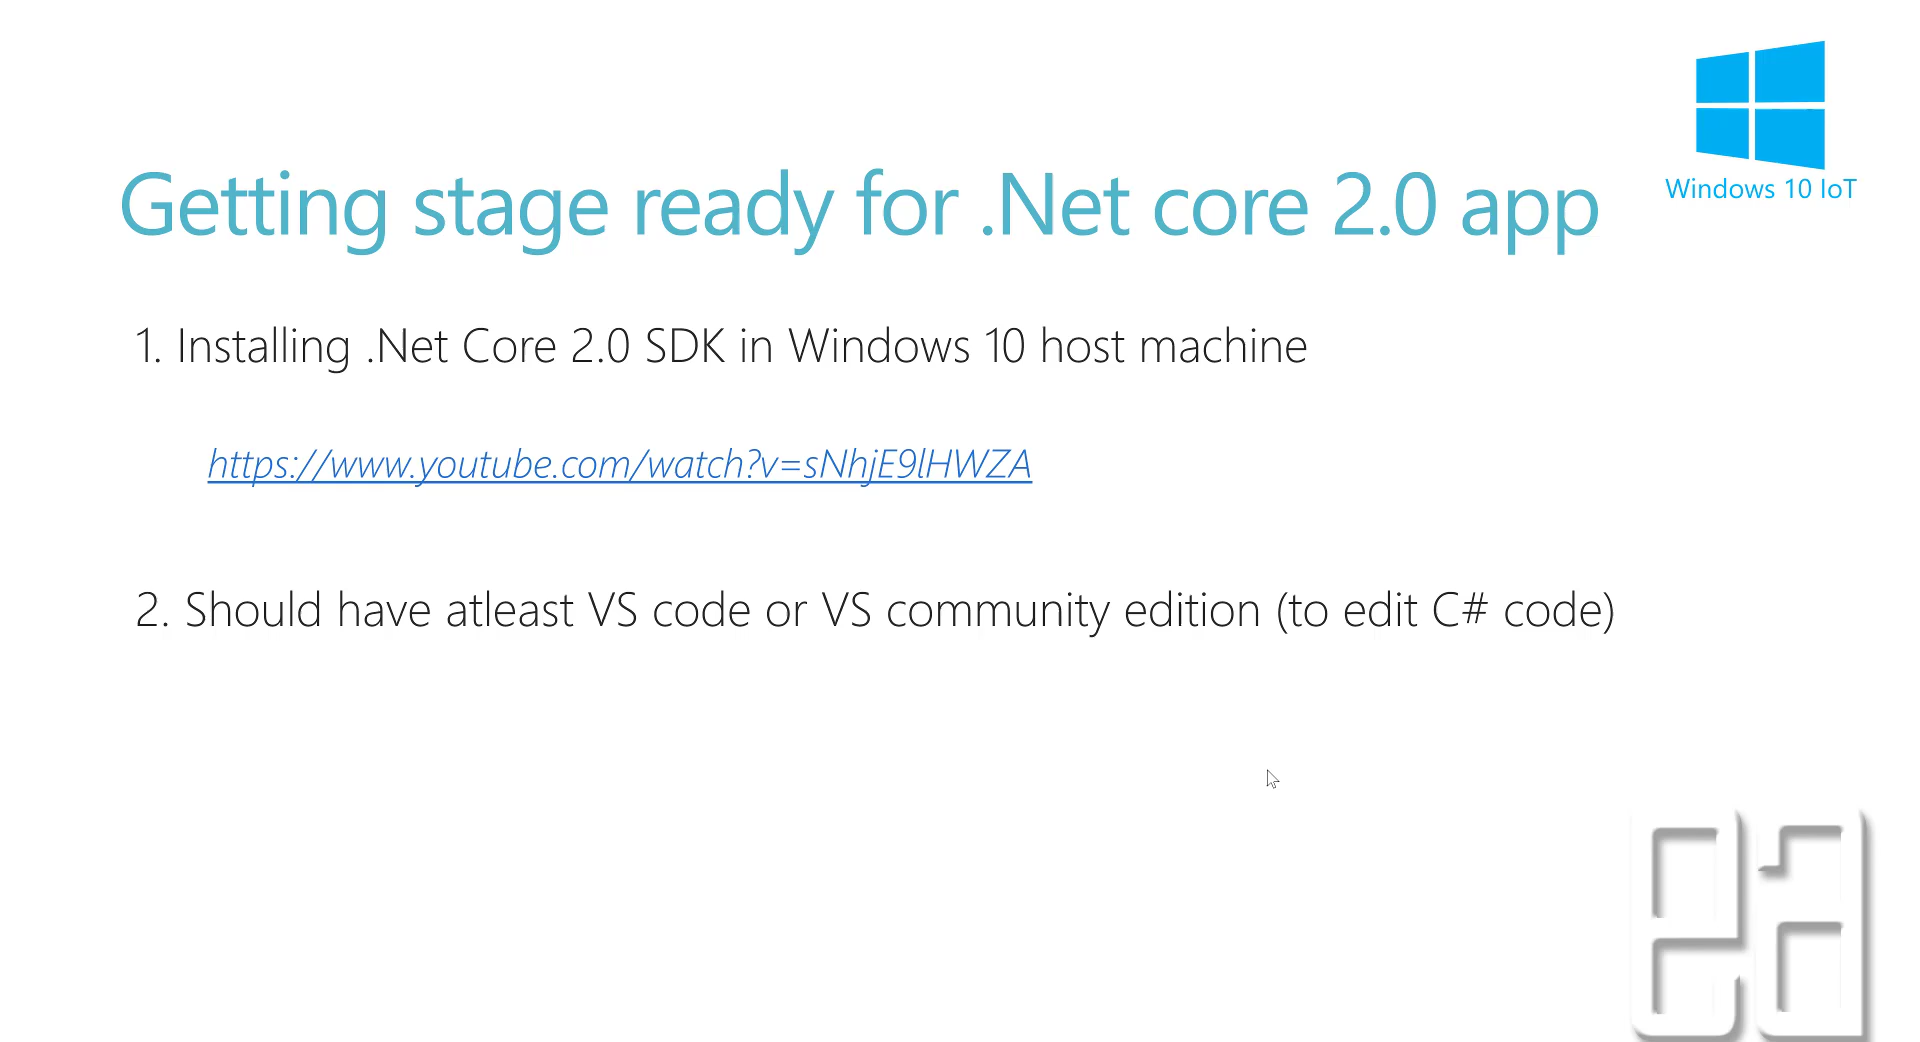 Windows 10 IoT
Getting stage ready for .Net core 2.0 app
1. Installing .Net Core 2.0 SDK in Windows 10 host machine
https://www.youtube.com/watch?v=sNhjE9lHWZA
2. Should have atleast VS code or VS community edition (to edit C# code)
ea